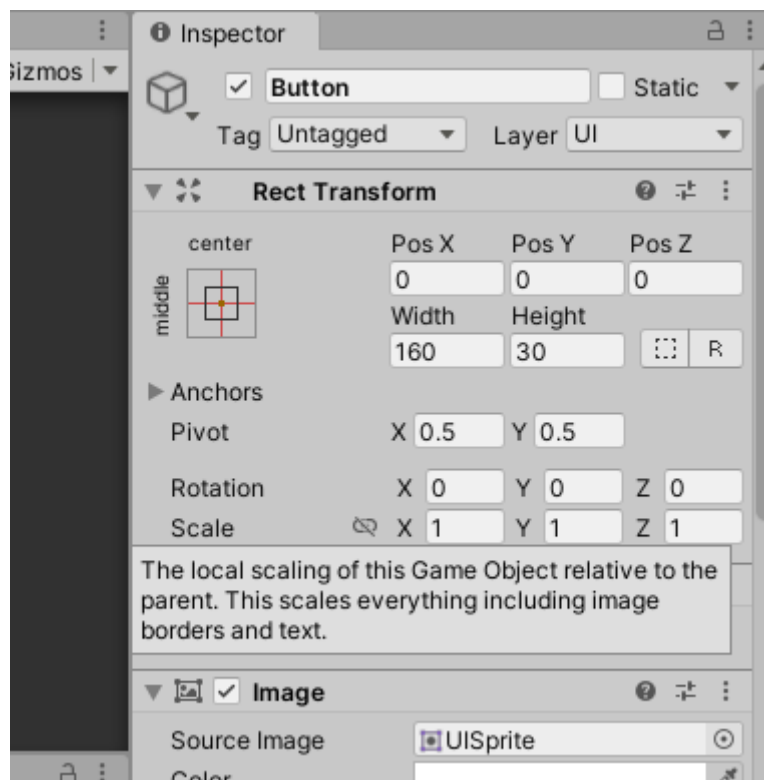 Inspector
Gizmos
Button
Static
Tag Untagged Layer UI
Rect Transform
center Pos X Pos Y Pos Z
middle
0 0 0
Width Height
160 30 R
Anchors
Pivot X 0.5 Y 0.5
Rotation X 0 Y 0 Z 0
Scale X 1 Y 1 Z 1
The local scaling of this Game Object relative to the
parent. This scales everything including image
borders and text.
Image
Source Image UISprite
Color